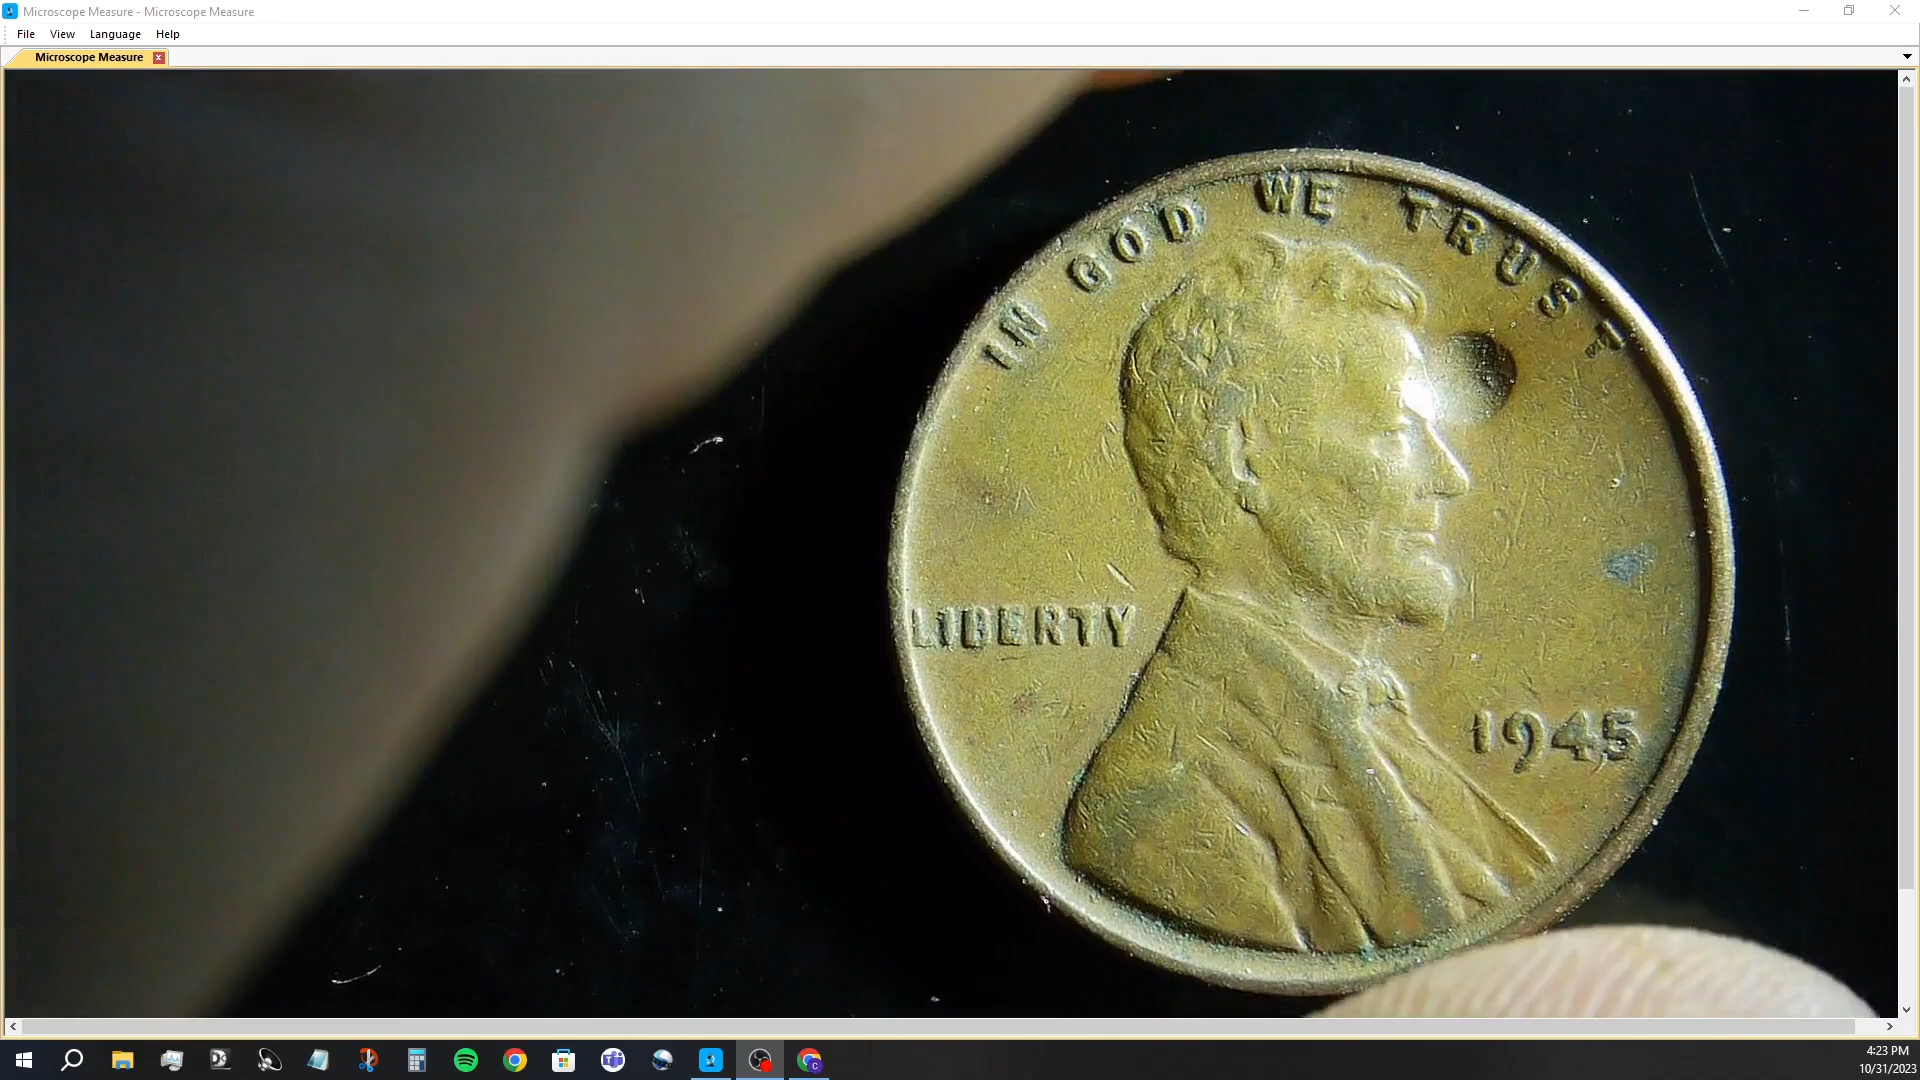 Microscope Measure - Microscope Measure
File View Language Help
Microscope Measure
IN GOD WE TRUST
LIBERTY
1945
4:23 PM
10/31/2023